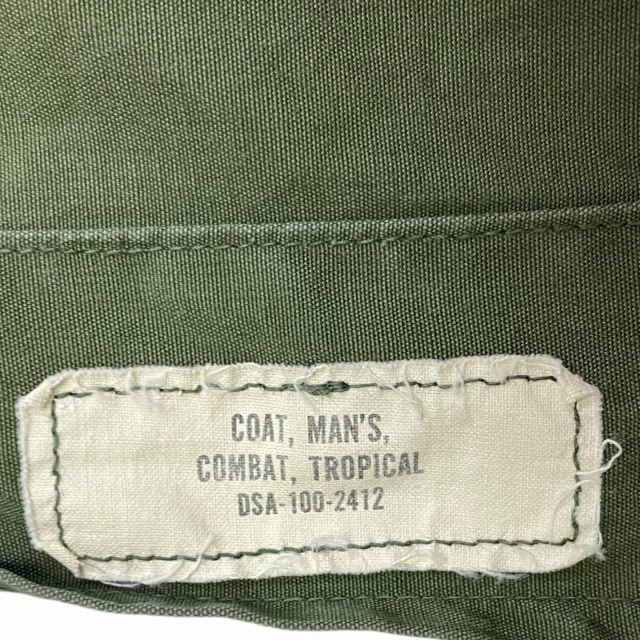 COAT, MAN'S,
COMBAT, TROPICAL
DSA-100-2412